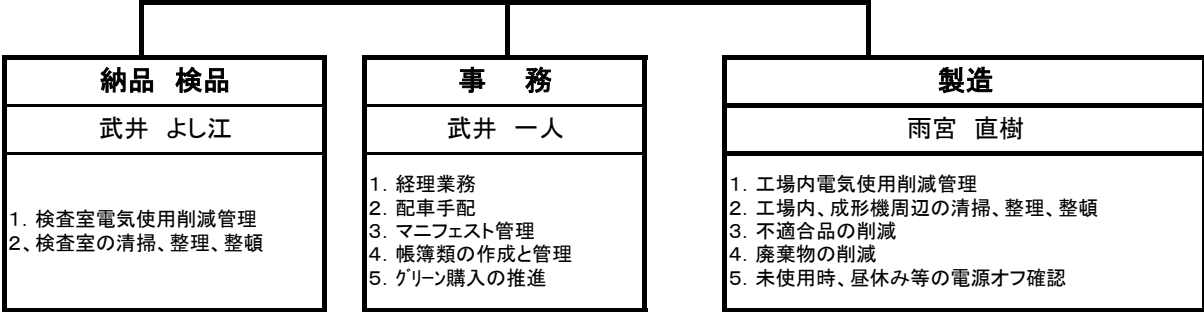 納品 検品
武井 よし江
1. 検査室電気使用削減管理
2、検査室の清掃、整理、整頓
事 務
武井 一人
1. 経理業務
2. 配車手配
3. マニフェスト管理
4. 帳簿類の作成と管理
5. グリーン購入の推進
製造
雨宮 直樹
1. 工場内電気使用削減管理
2. 工場内、成形機周辺の清掃、整理、整頓
3. 不適合品の削減
4. 廃棄物の削減
5. 未使用時、昼休み等の電源オフ確認